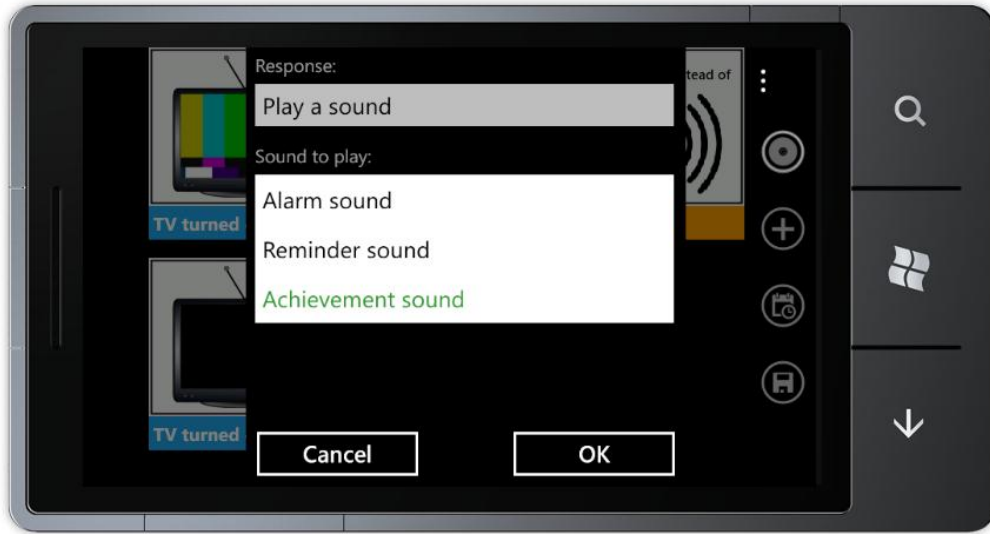 Response:
Play a sound
tead of
Sound to play:
Alarm sound
Reminder sound
Achievement sound
TV turned
TV turned
Cancel
OK